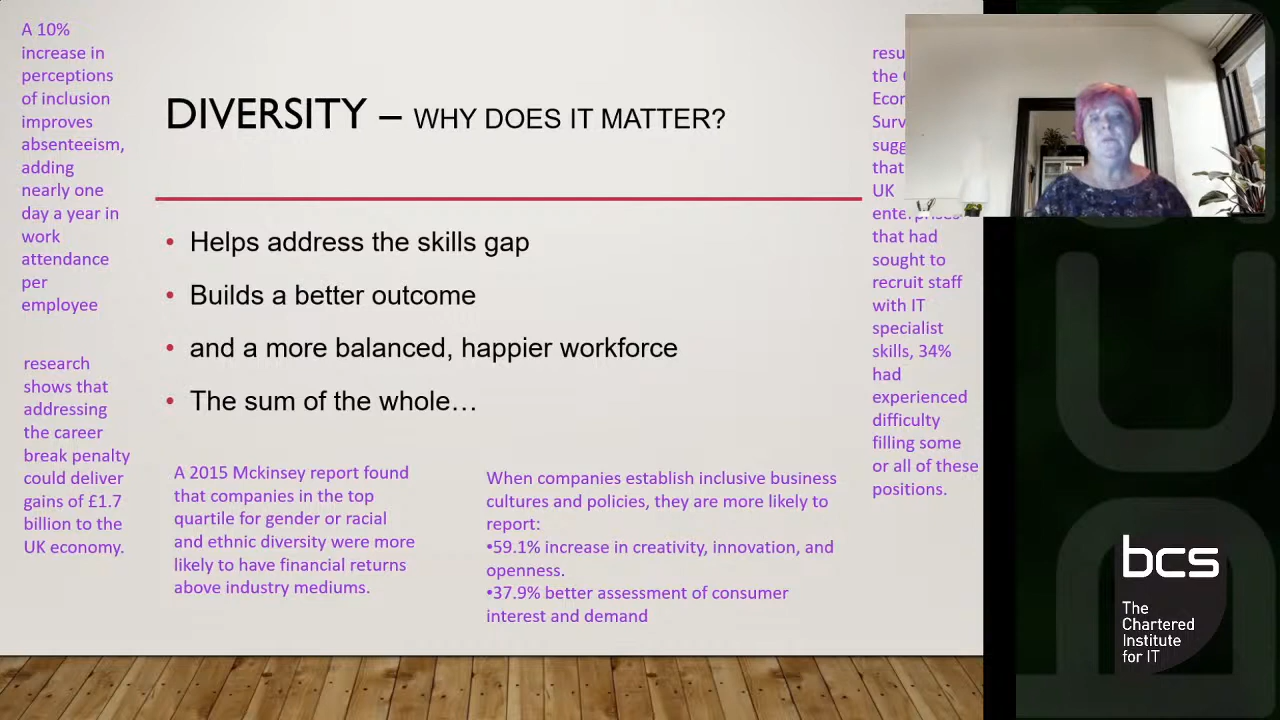 A 10%
increase in
perceptions
of inclusion
improves
absenteeism,
adding
nearly one
day a year in
work
attendance
per
employee
research
shows that
addressing
the career
break penalty
could deliver
gains of £1.7
billion to the
UK economy.
DIVERSITY – WHY DOES IT MATTER?
• Helps address the skills gap
• Builds a better outcome
• and a more balanced, happier workforce
• The sum of the whole…
A 2015 Mckinsey report found
that companies in the top
quartile for gender or racial
and ethnic diversity were more
likely to have financial returns
above industry mediums.
When companies establish inclusive business
cultures and policies, they are more likely to
report:
•59.1% increase in creativity, innovation, and
openness.
•37.9% better assessment of consumer
interest and demand
the
that
UK
enterprises
that had
sought to
recruit staff
with IT
specialist
skills, 34%
had
experienced
difficulty
filling some
or all of these
positions.
bcs
The
Chartered
Institute
for IT